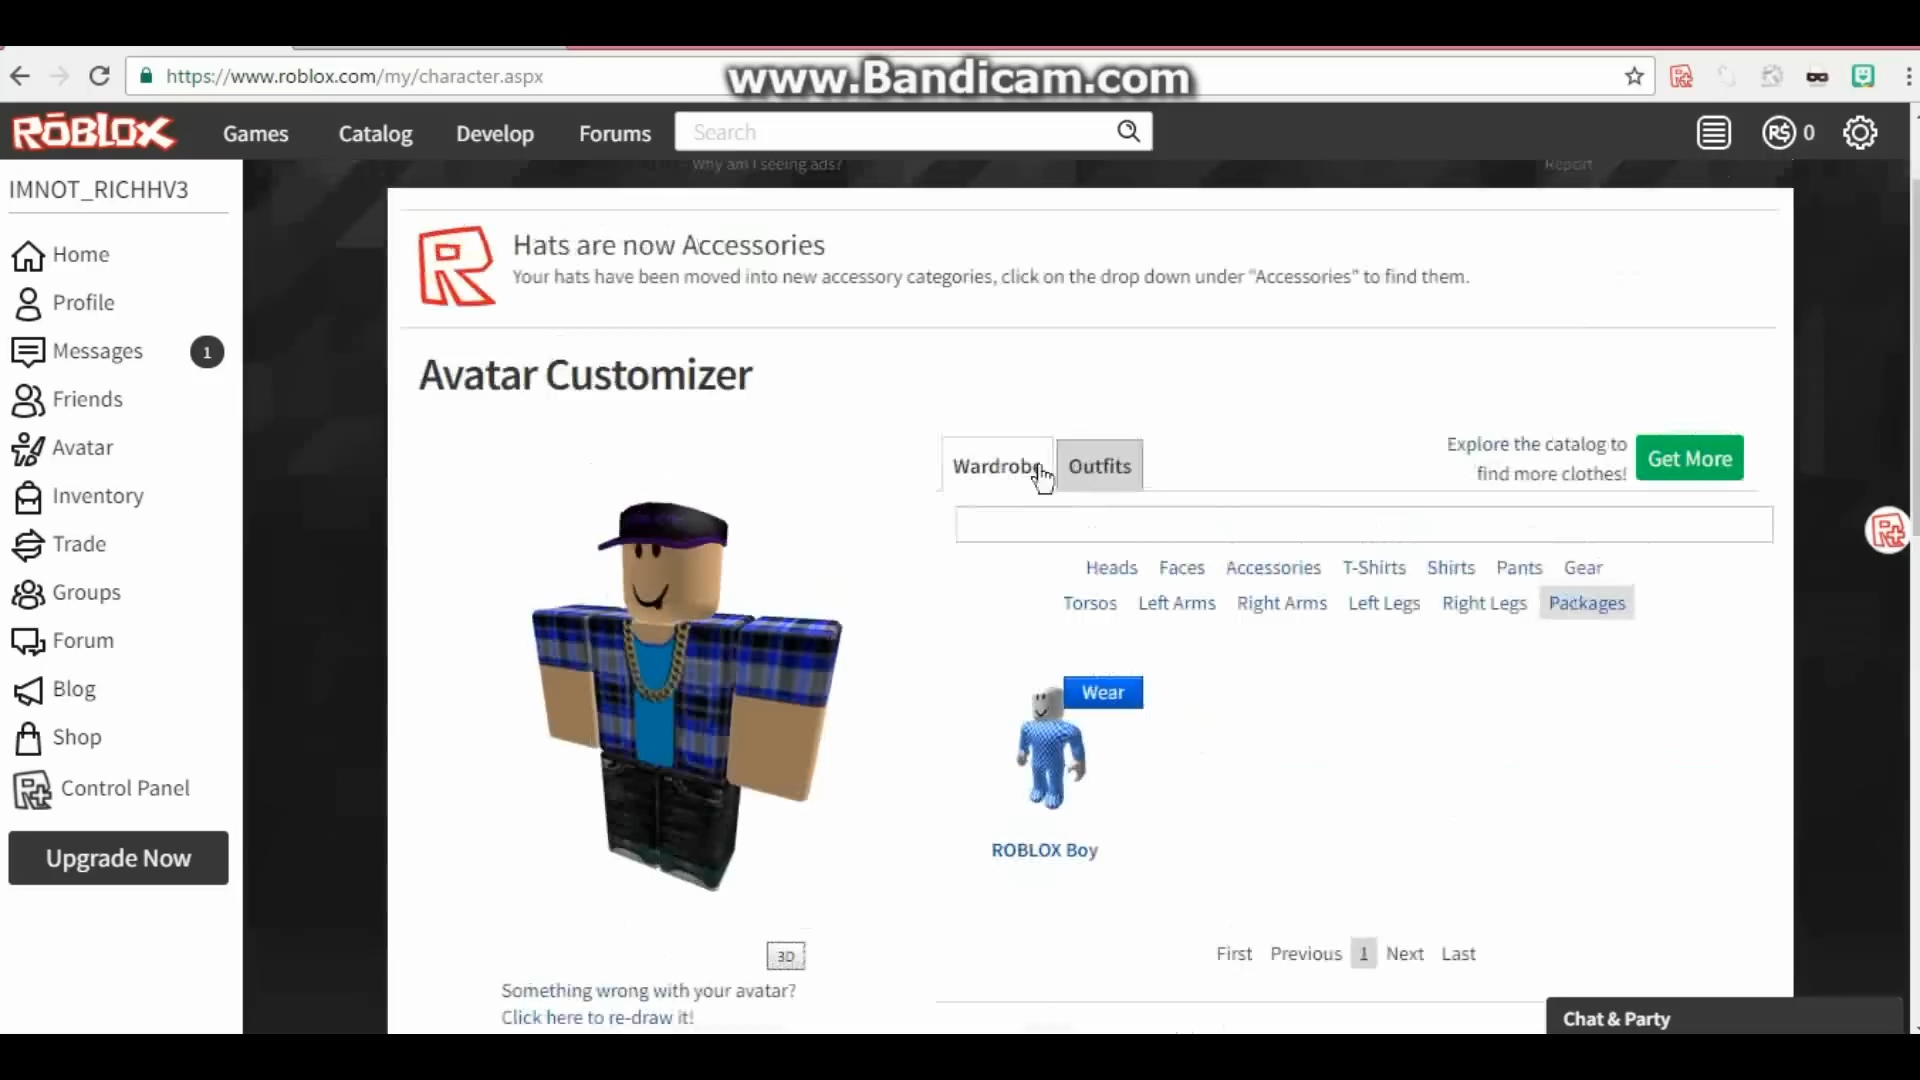 https://www.roblox.com/my/character.aspx
www.Bandicam.com
ROBLOX
Games
Catalog
Develop
Forums
Search
R$ 0
Why am I seeing ads?
Report
IMNOT_RICHHV3
Home
Profile
Messages
1
Friends
Avatar
Inventory
Trade
Groups
Forum
Blog
Shop
Control Panel
Upgrade Now
Hats are now Accessories
Your hats have been moved into new accessory categories, click on the drop down under "Accessories" to find them.
Avatar Customizer
Wardrobe
Outfits
Explore the catalog to
find more clothes!
Get More
Heads Faces Accessories T-Shirts Shirts Pants Gear
Torsos Left Arms Right Arms Left Legs Right Legs Packages
Wear
ROBLOX Boy
First Previous 1 Next Last
3D
Something wrong with your avatar?
Click here to re-draw it!
Chat & Party